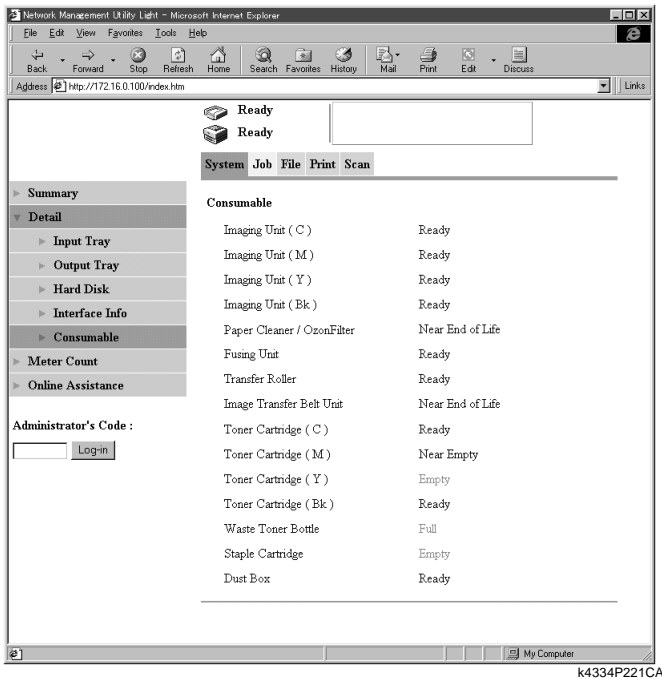 Network Management Utility Light - Microsoft Internet Explorer
File Edit View Favorites Tools Help
Back Forward Stop Refresh Home Search Favorites History Mail Print Edit Discuss
Address http://172.16.0.100/index.htm Links
Ready
Ready
System Job File Print Scan
Summary
Detail
Input Tray
Output Tray
Hard Disk
Interface Info
Consumable
Meter Count
Online Assistance
Administrator's Code :
Log-in
Consumable
Imaging Unit ( C ) Ready
Imaging Unit ( M ) Ready
Imaging Unit ( Y ) Ready
Imaging Unit ( Bk ) Ready
Paper Cleaner / OzonFilter Near End of Life
Fusing Unit Ready
Transfer Roller Ready
Image Transfer Belt Unit Near End of Life
Toner Cartridge ( C ) Ready
Toner Cartridge ( M ) Near Empty
Toner Cartridge ( Y ) Empty
Toner Cartridge ( Bk ) Ready
Waste Toner Bottle Full
Staple Cartridge Empty
Dust Box Ready
My Computer
k4334P221CA